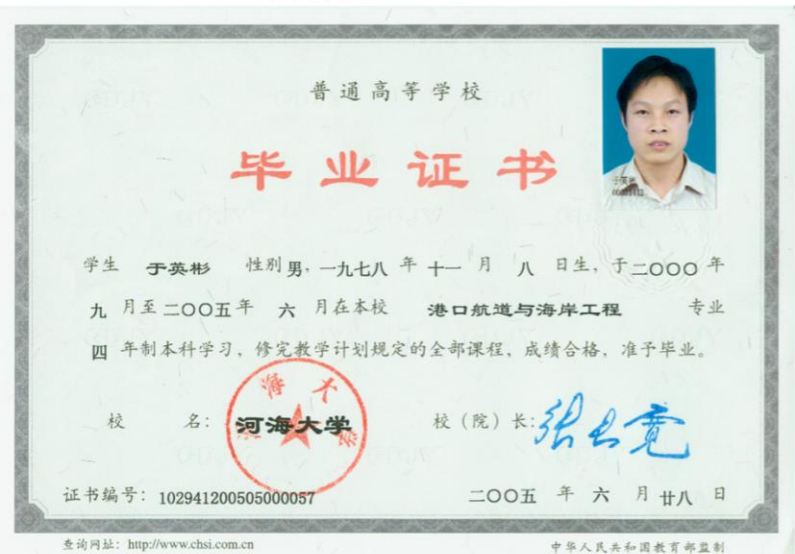 普通高等学校
毕业证书
于英彬
学生 于英彬 性别 男，一九七八 年 十一 月 八 日生，于二〇〇〇 年
九 月至二〇〇五年 六 月在本校 港口航道与海岸工程 专业
四 年制本科学习，修完教学计划规定的全部课程，成绩合格，准予毕业。
校 名： 河海大学 校（院）长：
证书编号：102941200505000057 二〇〇五 年 六 月 廿八 日
查询网址：http://www.chsi.com.cn 中华人民共和国教育部监制